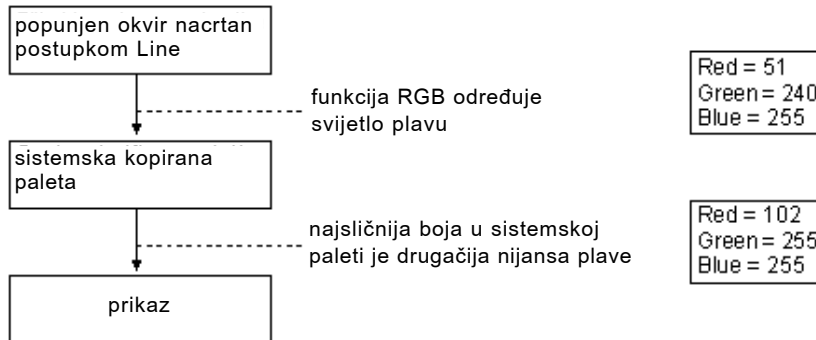 popunjen okvir nacrtan
postupkom Line
funkcija RGB određuje
svijetlo plavu
Red = 51
Green = 240
Blue = 255
sistemska kopirana
paleta
najsličnija boja u sistemskoj
paleti je drugačija nijansa plave
Red = 102
Green = 255
Blue = 255
prikaz